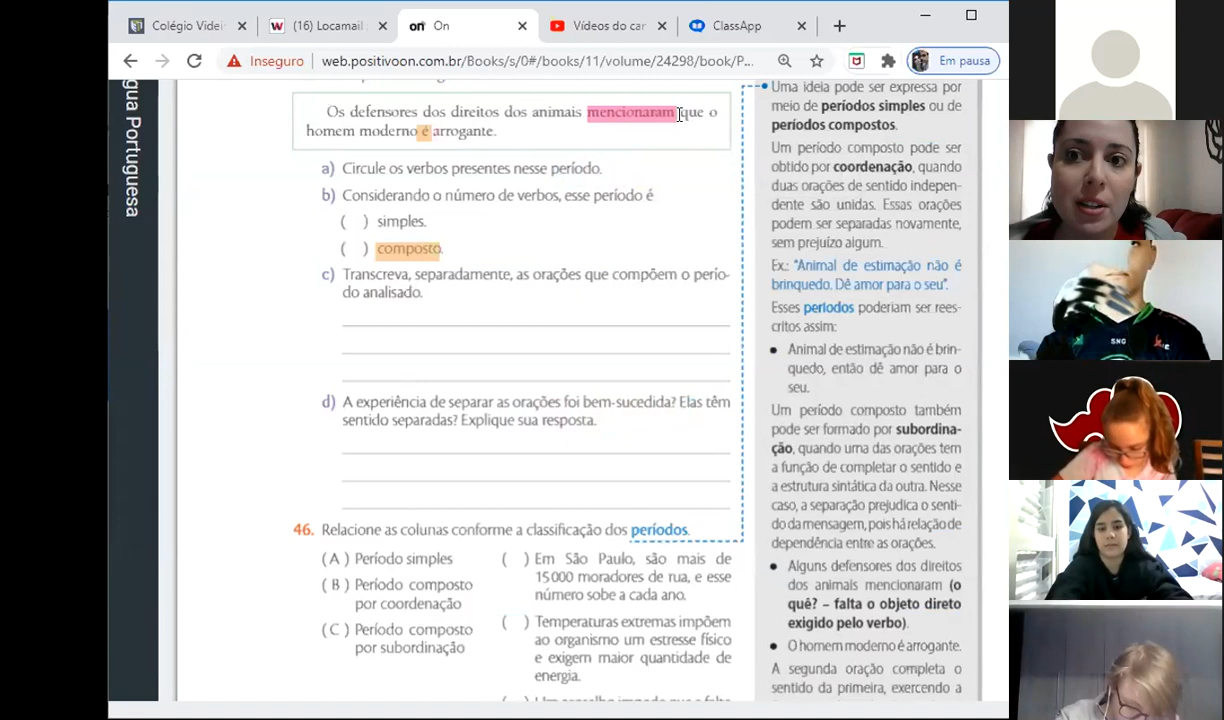 Colégio Videi
(16) Locamail
On
Vídeos do car
ClassApp
Inseguro
web.positivoon.com.br/Books/s/0#/books/11/volume/24298/book/P...
Em pausa
gua Portuguesa
Os defensores dos direitos dos animais mencionaram que o
homem moderno é arrogante.
a) Circule os verbos presentes nesse período.
b) Considerando o número de verbos, esse período é
( ) simples.
( ) composto.
c) Transcreva, separadamente, as orações que compõem o perío-
do analisado.
d) A experiência de separar as orações foi bem-sucedida? Elas têm
sentido separadas? Explique sua resposta.
46. Relacione as colunas conforme a classificação dos períodos.
( A ) Período simples
( B ) Período composto
por coordenação
( C ) Período composto
por subordinação
( ) Em São Paulo, são mais de
15 000 moradores de rua, e esse
número sobe a cada ano.
( ) Temperaturas extremas impõem
ao organismo um estresse físico
e exigem maior quantidade de
energia.
Uma ideia pode ser expressa por
meio de períodos simples ou de
períodos compostos.
Um período composto pode ser
obtido por coordenação, quando
duas orações de sentido indepen-
dente são unidas. Essas orações
podem ser separadas novamente,
sem prejuízo algum.
Ex.: "Animal de estimação não é
brinquedo. Dê amor para o seu".
Esses períodos poderiam ser rees-
critos assim:
• Animal de estimação não é brin-
quedo, então dê amor para o
seu.
Um período composto também
pode ser formado por subordina-
ção, quando uma das orações tem
a função de completar o sentido e
a estrutura sintática da outra. Nesse
caso, a separação prejudica o senti-
do da mensagem, pois há relação de
dependência entre as orações.
• Alguns defensores dos direitos
dos animais mencionaram (o
quê? – falta o objeto direto
exigido pelo verbo).
• O homem moderno é arrogante.
A segunda oração completa o
sentido da primeira, exercendo a
SNG